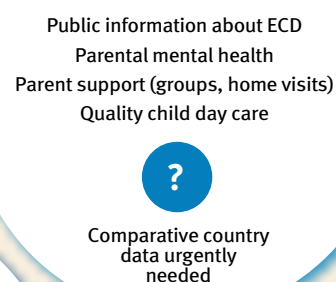 Public information about ECD
Parental mental health
Parent support (groups, home visits)
Quality child day care
?
Comparative country
data urgently
needed